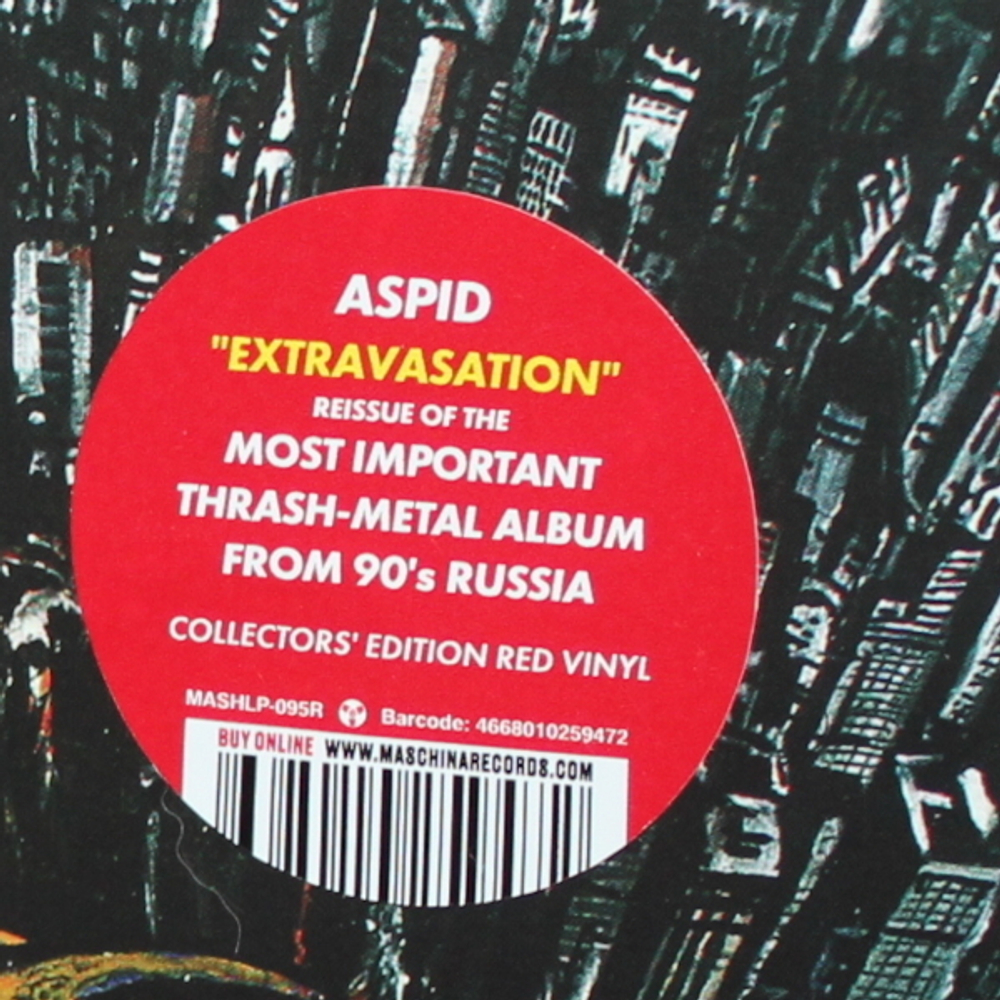 ASPID
"EXTRAVASATION"
REISSUE OF THE
MOST IMPORTANT
THRASH-METAL ALBUM
FROM 90's RUSSIA
COLLECTORS' EDITION RED VINYL
MASHLP-095R Barcode: 4668010259472
BUY ONLINE WWW.MASCHINARECORDS.COM